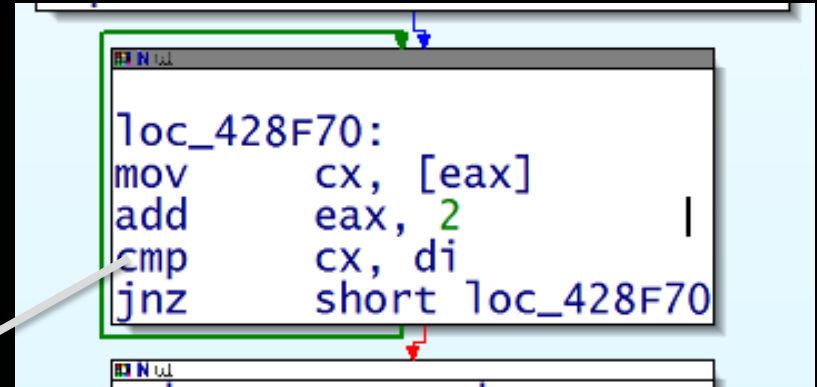 loc_428F70:
mov cx, [eax]
add eax, 2
cmp cx, di
jnz short loc_428F70